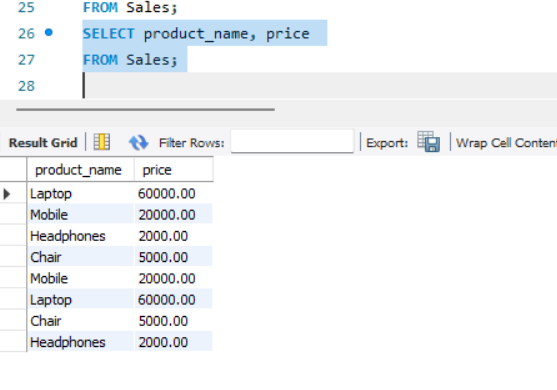 25 FROM Sales;
26 SELECT product_name, price
27 FROM Sales;
28
Result Grid Filter Rows: Export: Wrap Cell Conten
product_name price
Laptop 60000.00
Mobile 20000.00
Headphones 2000.00
Chair 5000.00
Mobile 20000.00
Laptop 60000.00
Chair 5000.00
Headphones 2000.00